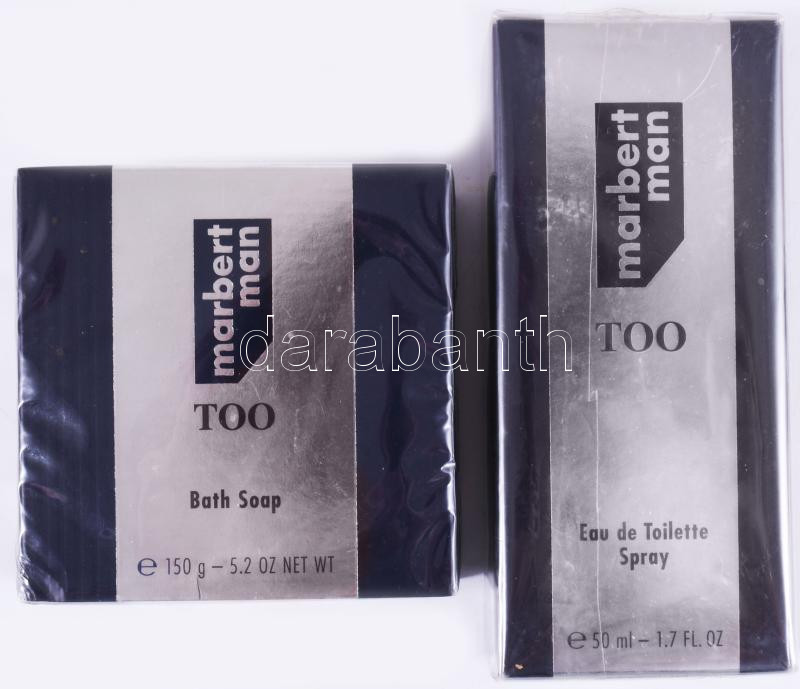 marbert
man
TOO
Bath Soap
℮ 150 g – 5.2 OZ NET WT
marbert
man
TOO
Eau de Toilette
Spray
℮ 50 ml – 1.7 FL. OZ
darabanth